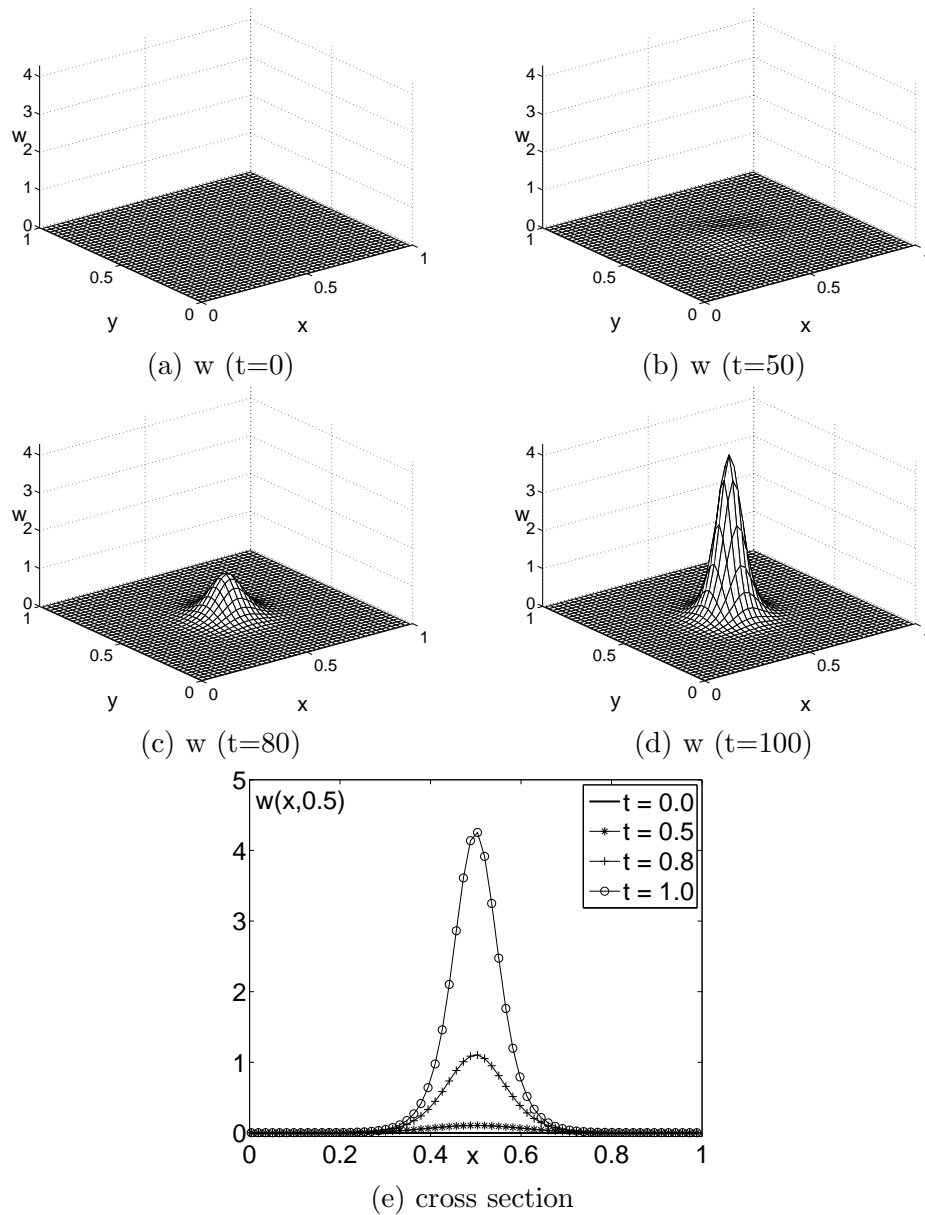 4
3
w
2
1
0
1
0.5
y
0
0
x
0.5
1
(a) w (t=0)
4
3
w
2
1
0
1
0.5
y
0
0
x
0.5
1
(b) w (t=50)
4
3
w
2
1
0
1
0.5
y
0
0
x
0.5
1
(c) w (t=80)
4
3
w
2
1
0
1
0.5
y
0
0
x
0.5
1
(d) w (t=100)
5
4
3
2
1
0
w(x,0.5)
t = 0.0
t = 0.5
t = 0.8
t = 1.0
0 0.2 0.4 x 0.6 0.8 1
(e) cross section